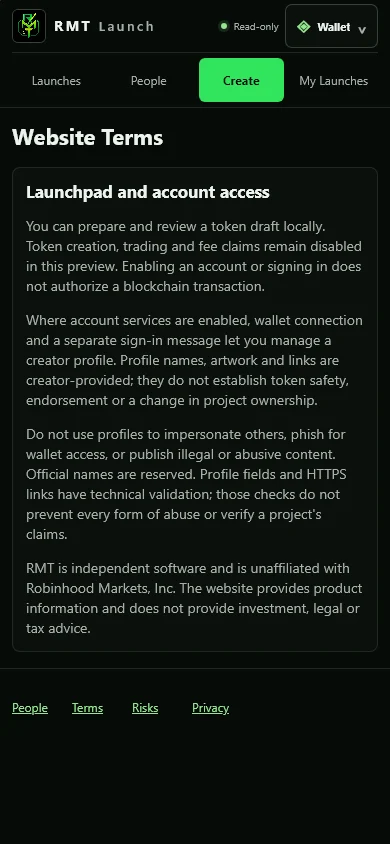 RMT Launch
Read-only
Wallet
Launches
People
Create
My Launches
Website Terms
Launchpad and account access
You can prepare and review a token draft locally.
Token creation, trading and fee claims remain disabled
in this preview. Enabling an account or signing in does
not authorize a blockchain transaction.
Where account services are enabled, wallet connection
and a separate sign-in message let you manage a
creator profile. Profile names, artwork and links are
creator-provided; they do not establish token safety,
endorsement or a change in project ownership.
Do not use profiles to impersonate others, phish for
wallet access, or publish illegal or abusive content.
Official names are reserved. Profile fields and HTTPS
links have technical validation; those checks do not
prevent every form of abuse or verify a project's
claims.
RMT is independent software and is unaffiliated with
Robinhood Markets, Inc. The website provides product
information and does not provide investment, legal or
tax advice.
People
Terms
Risks
Privacy